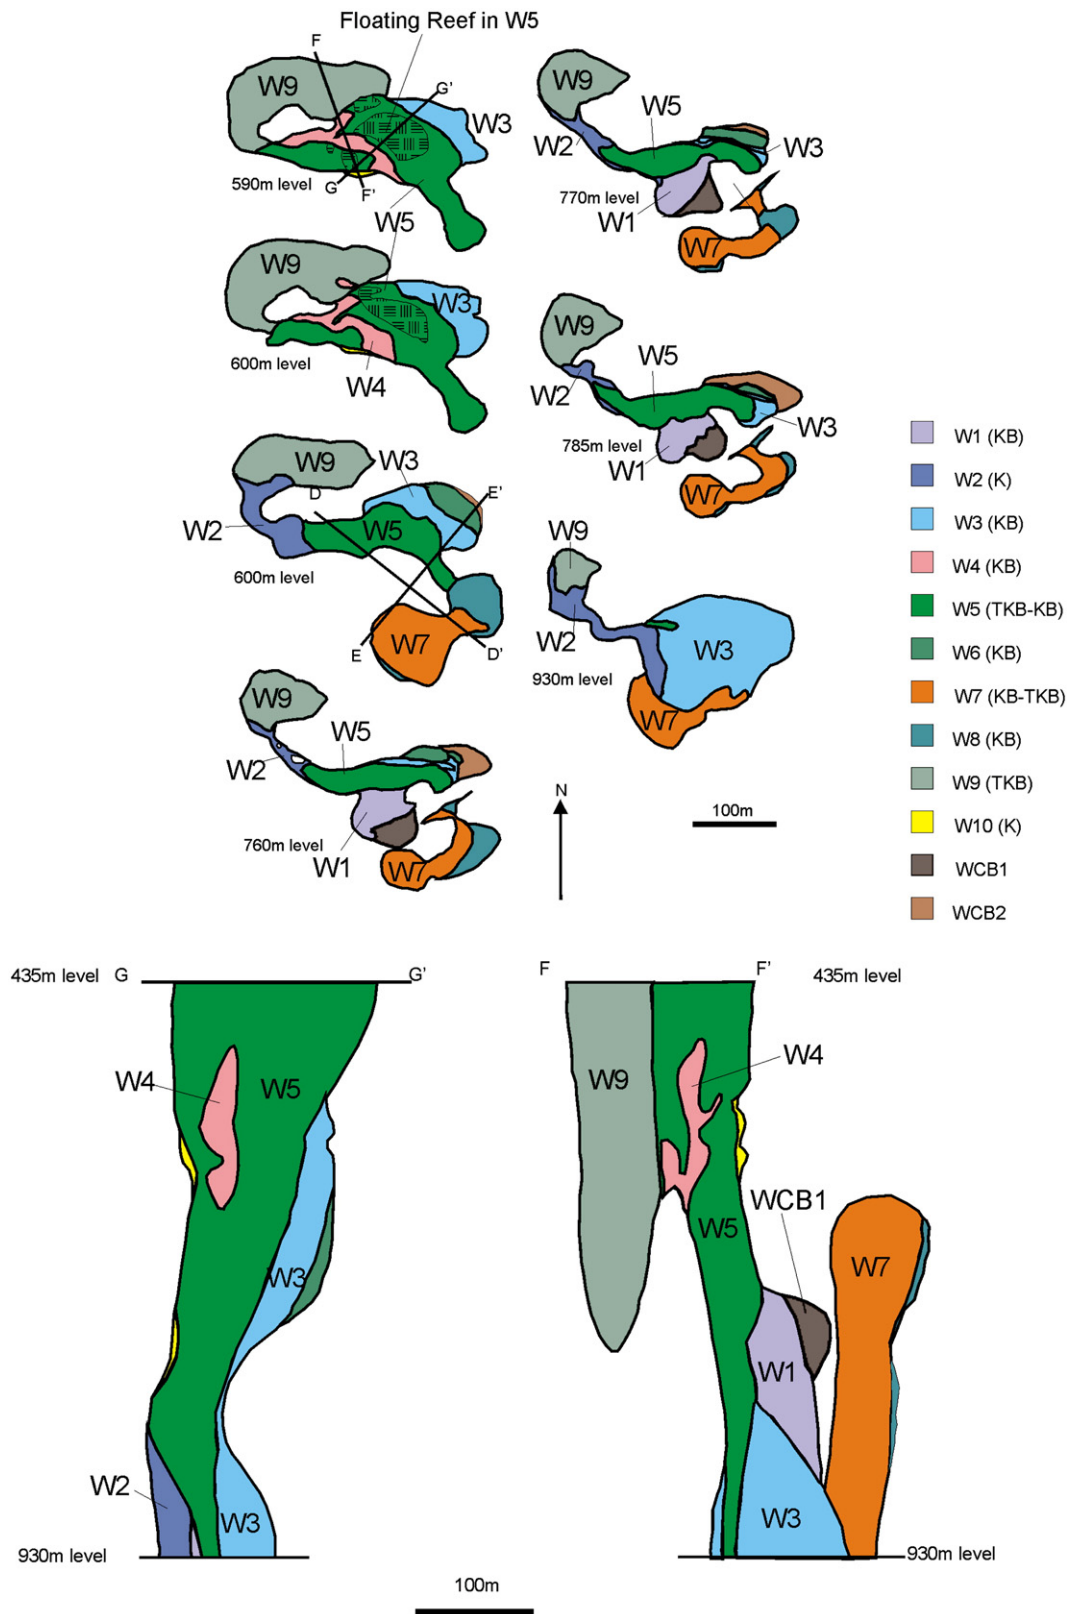 Floating Reef in W5
F
G'
W9
W3
590m level
G
F'
W5
W9
W3
600m level
W4
W9
W3
D
E'
W2
W5
600m level
W7
E
D'
W9
W5
W2
760m level
W1
W7
W9
W5
W2
W3
770m level
W1
W7
W9
W5
W2
W3
785m level
W1
W7
W9
W2
W3
930m level
W7
N
100m
W1 (KB)
W2 (K)
W3 (KB)
W4 (KB)
W5 (TKB-KB)
W6 (KB)
W7 (KB-TKB)
W8 (KB)
W9 (TKB)
W10 (K)
WCB1
WCB2
435m level G G'
W4
W5
W3
W2
W3
930m level
F F' 435m level
W4
W9
WCB1
W5
W7
W1
W3
930m level
100m